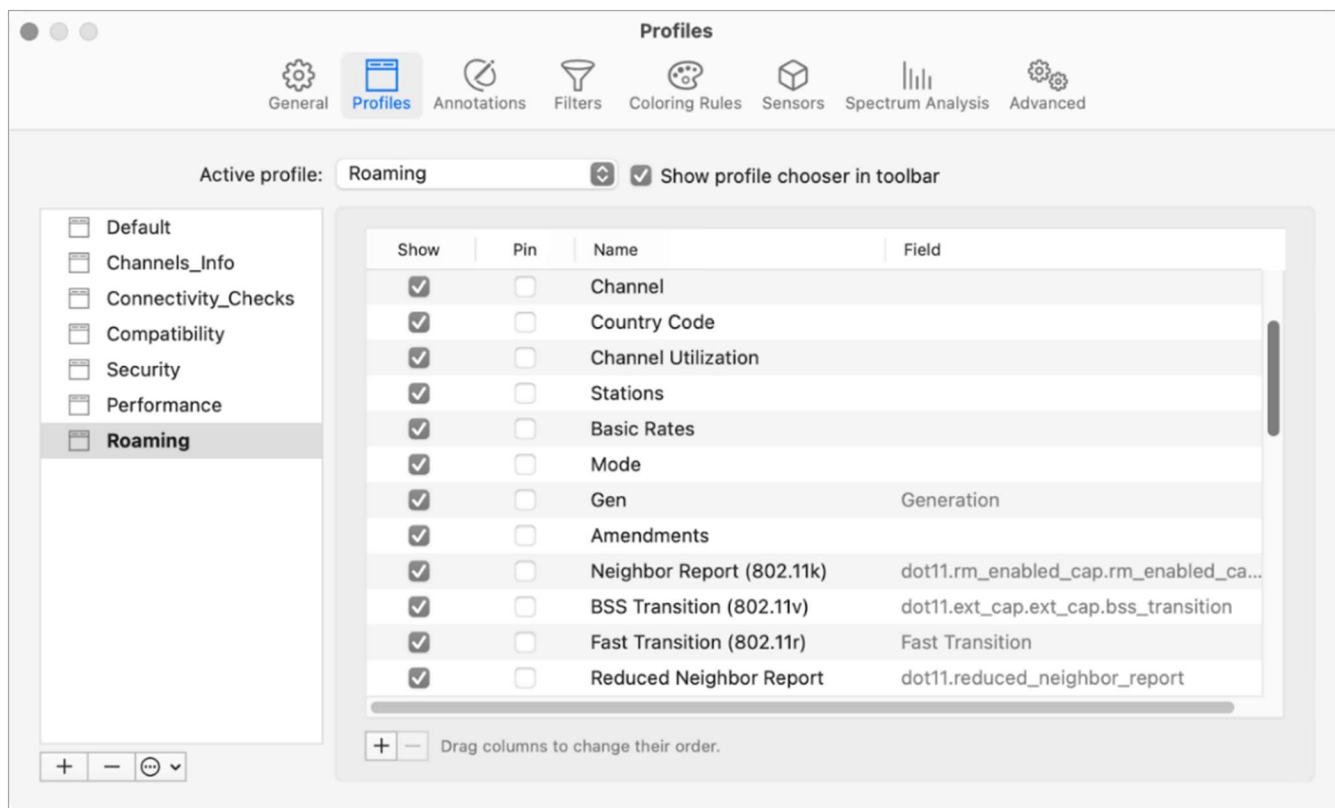 Profiles
General Profiles Annotations Filters Coloring Rules Sensors Spectrum Analysis Advanced
Active profile: Roaming Show profile chooser in toolbar
Default
Channels_Info
Connectivity_Checks
Compatibility
Security
Performance
Roaming
Show Pin Name Field
Channel
Country Code
Channel Utilization
Stations
Basic Rates
Mode
Gen Generation
Amendments
Neighbor Report (802.11k) dot11.rm_enabled_cap.rm_enabled_ca...
BSS Transition (802.11v) dot11.ext_cap.ext_cap.bss_transition
Fast Transition (802.11r) Fast Transition
Reduced Neighbor Report dot11.reduced_neighbor_report
Drag columns to change their order.